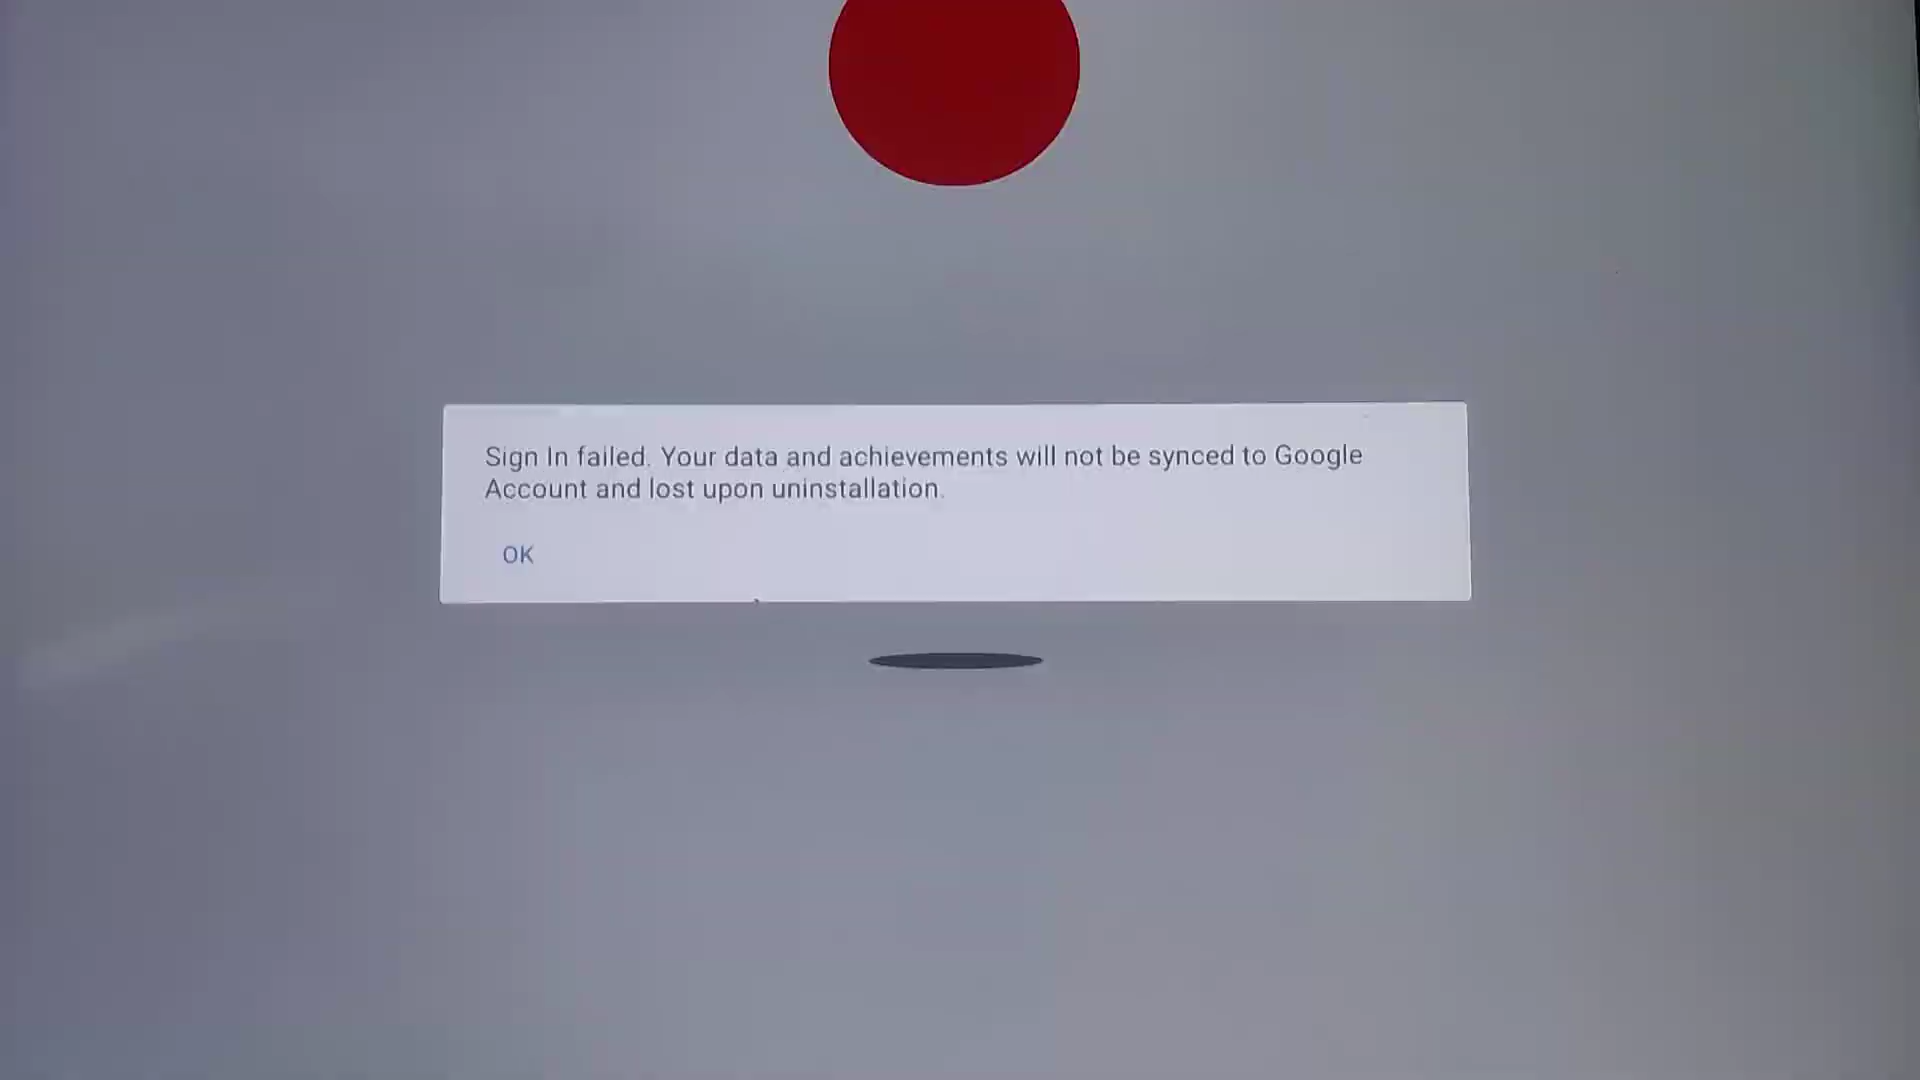 Sign In failed. Your data and achievements will not be synced to Google
Account and lost upon uninstallation.
OK